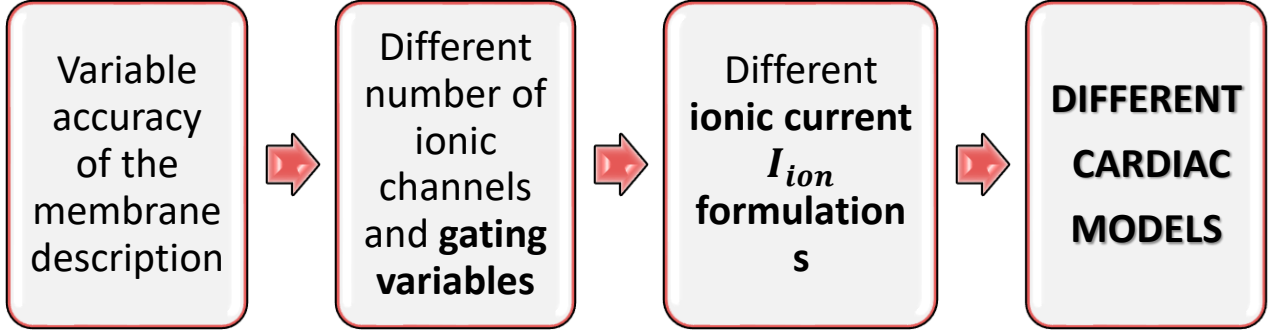 Variable
accuracy
of the
membrane
description
Different
number of
ionic
channels
and gating
variables
Different
ionic current
I_ion
formulation
s
DIFFERENT
CARDIAC
MODELS